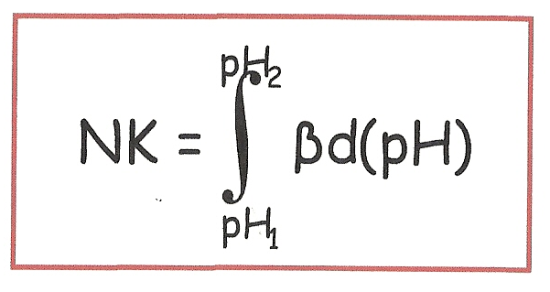 pH₂
NK = ∫ βd(pH)
pH₁